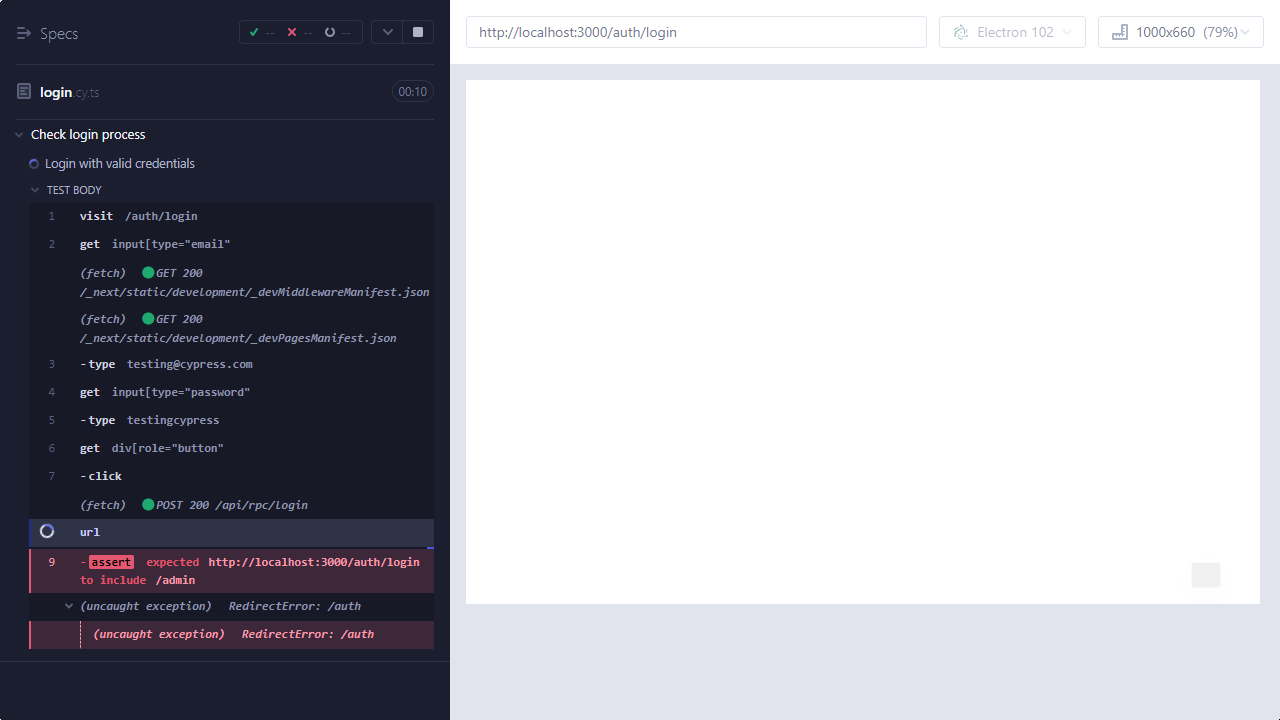 Specs
-- -- --
login.cy.ts 00:10
Check login process
Login with valid credentials
TEST BODY
1 visit /auth/login
2 get input[type="email"
(fetch) GET 200
/_next/static/development/_devMiddlewareManifest.json
(fetch) GET 200
/_next/static/development/_devPagesManifest.json
3 -type testing@cypress.com
4 get input[type="password"
5 -type testingcypress
6 get div[role="button"
7 -click
(fetch) POST 200 /api/rpc/login
url
9 -assert expected http://localhost:3000/auth/login
to include /admin
(uncaught exception) RedirectError: /auth
(uncaught exception) RedirectError: /auth
http://localhost:3000/auth/login
Electron 102
1000x660 (79%)